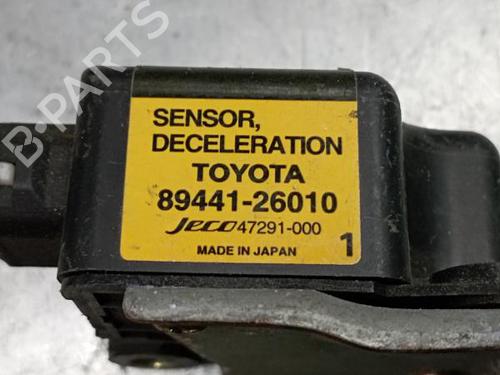 B-PARTS
SENSOR,
DECELERATION
TOYOTA
89441-26010
Jeco 47291-000
MADE IN JAPAN 1